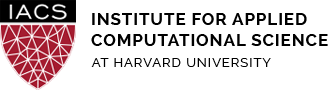 IACS
INSTITUTE FOR APPLIED
COMPUTATIONAL SCIENCE
AT HARVARD UNIVERSITY